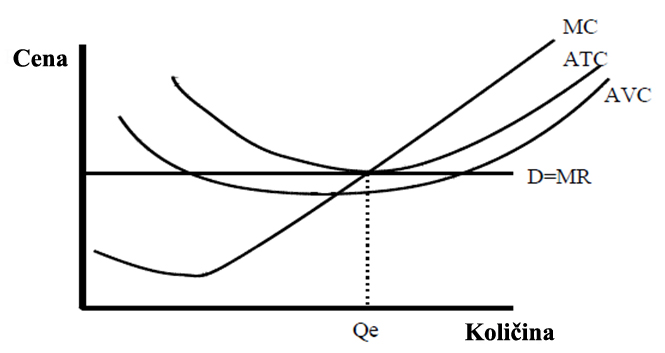 MC
Cena
ATC
AVC
D=MR
Qe
Količina